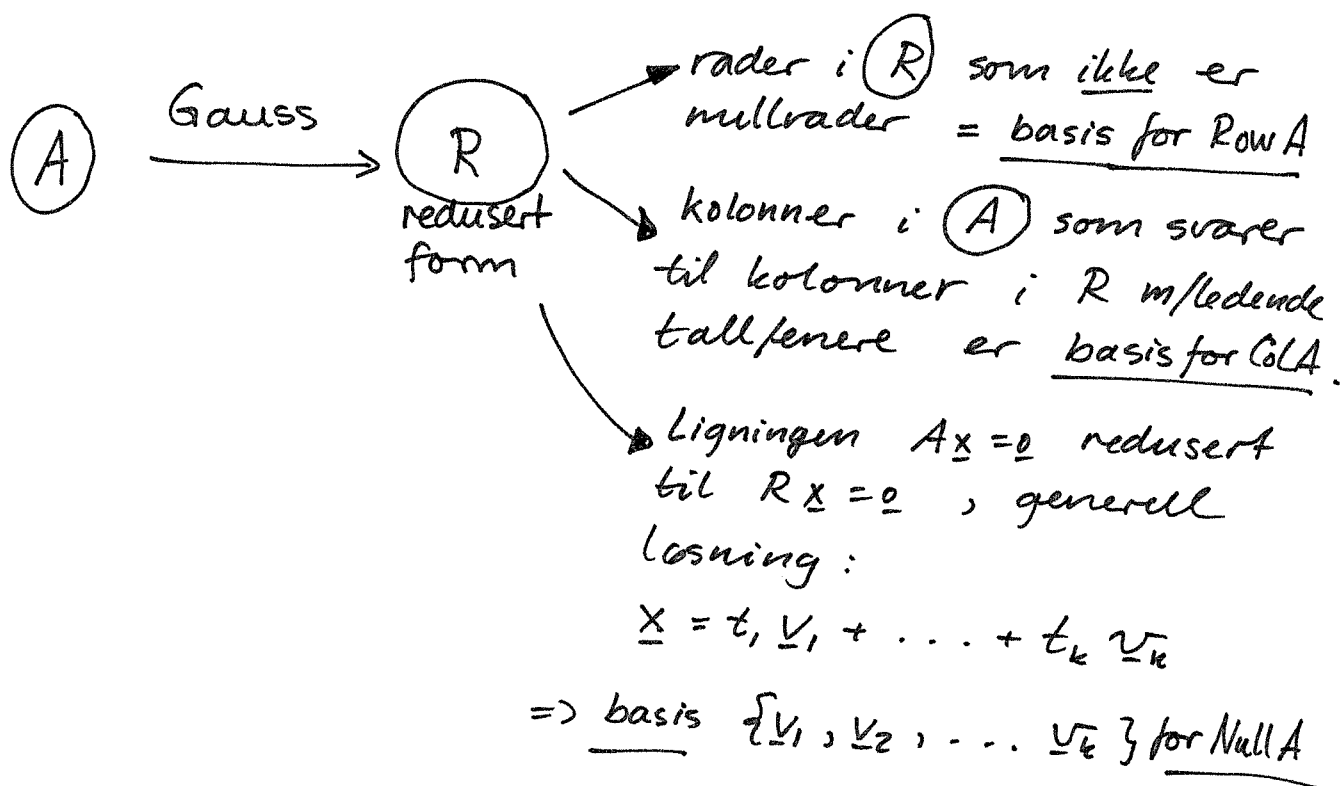 A
Gauss
R
redusert
form
rader i R som ikke er
nullrader = basis for Row A
kolonner i A som svarer
til kolonner i R m/ledende
tall/enere er basis for Col A.
Ligningen Ax = 0 redusert
til Rx = 0 , generell
løsning :
x = t₁ v₁ + . . . + tₖ vₖ
=> basis {v₁ , v₂ , . . . vₖ } for Null A